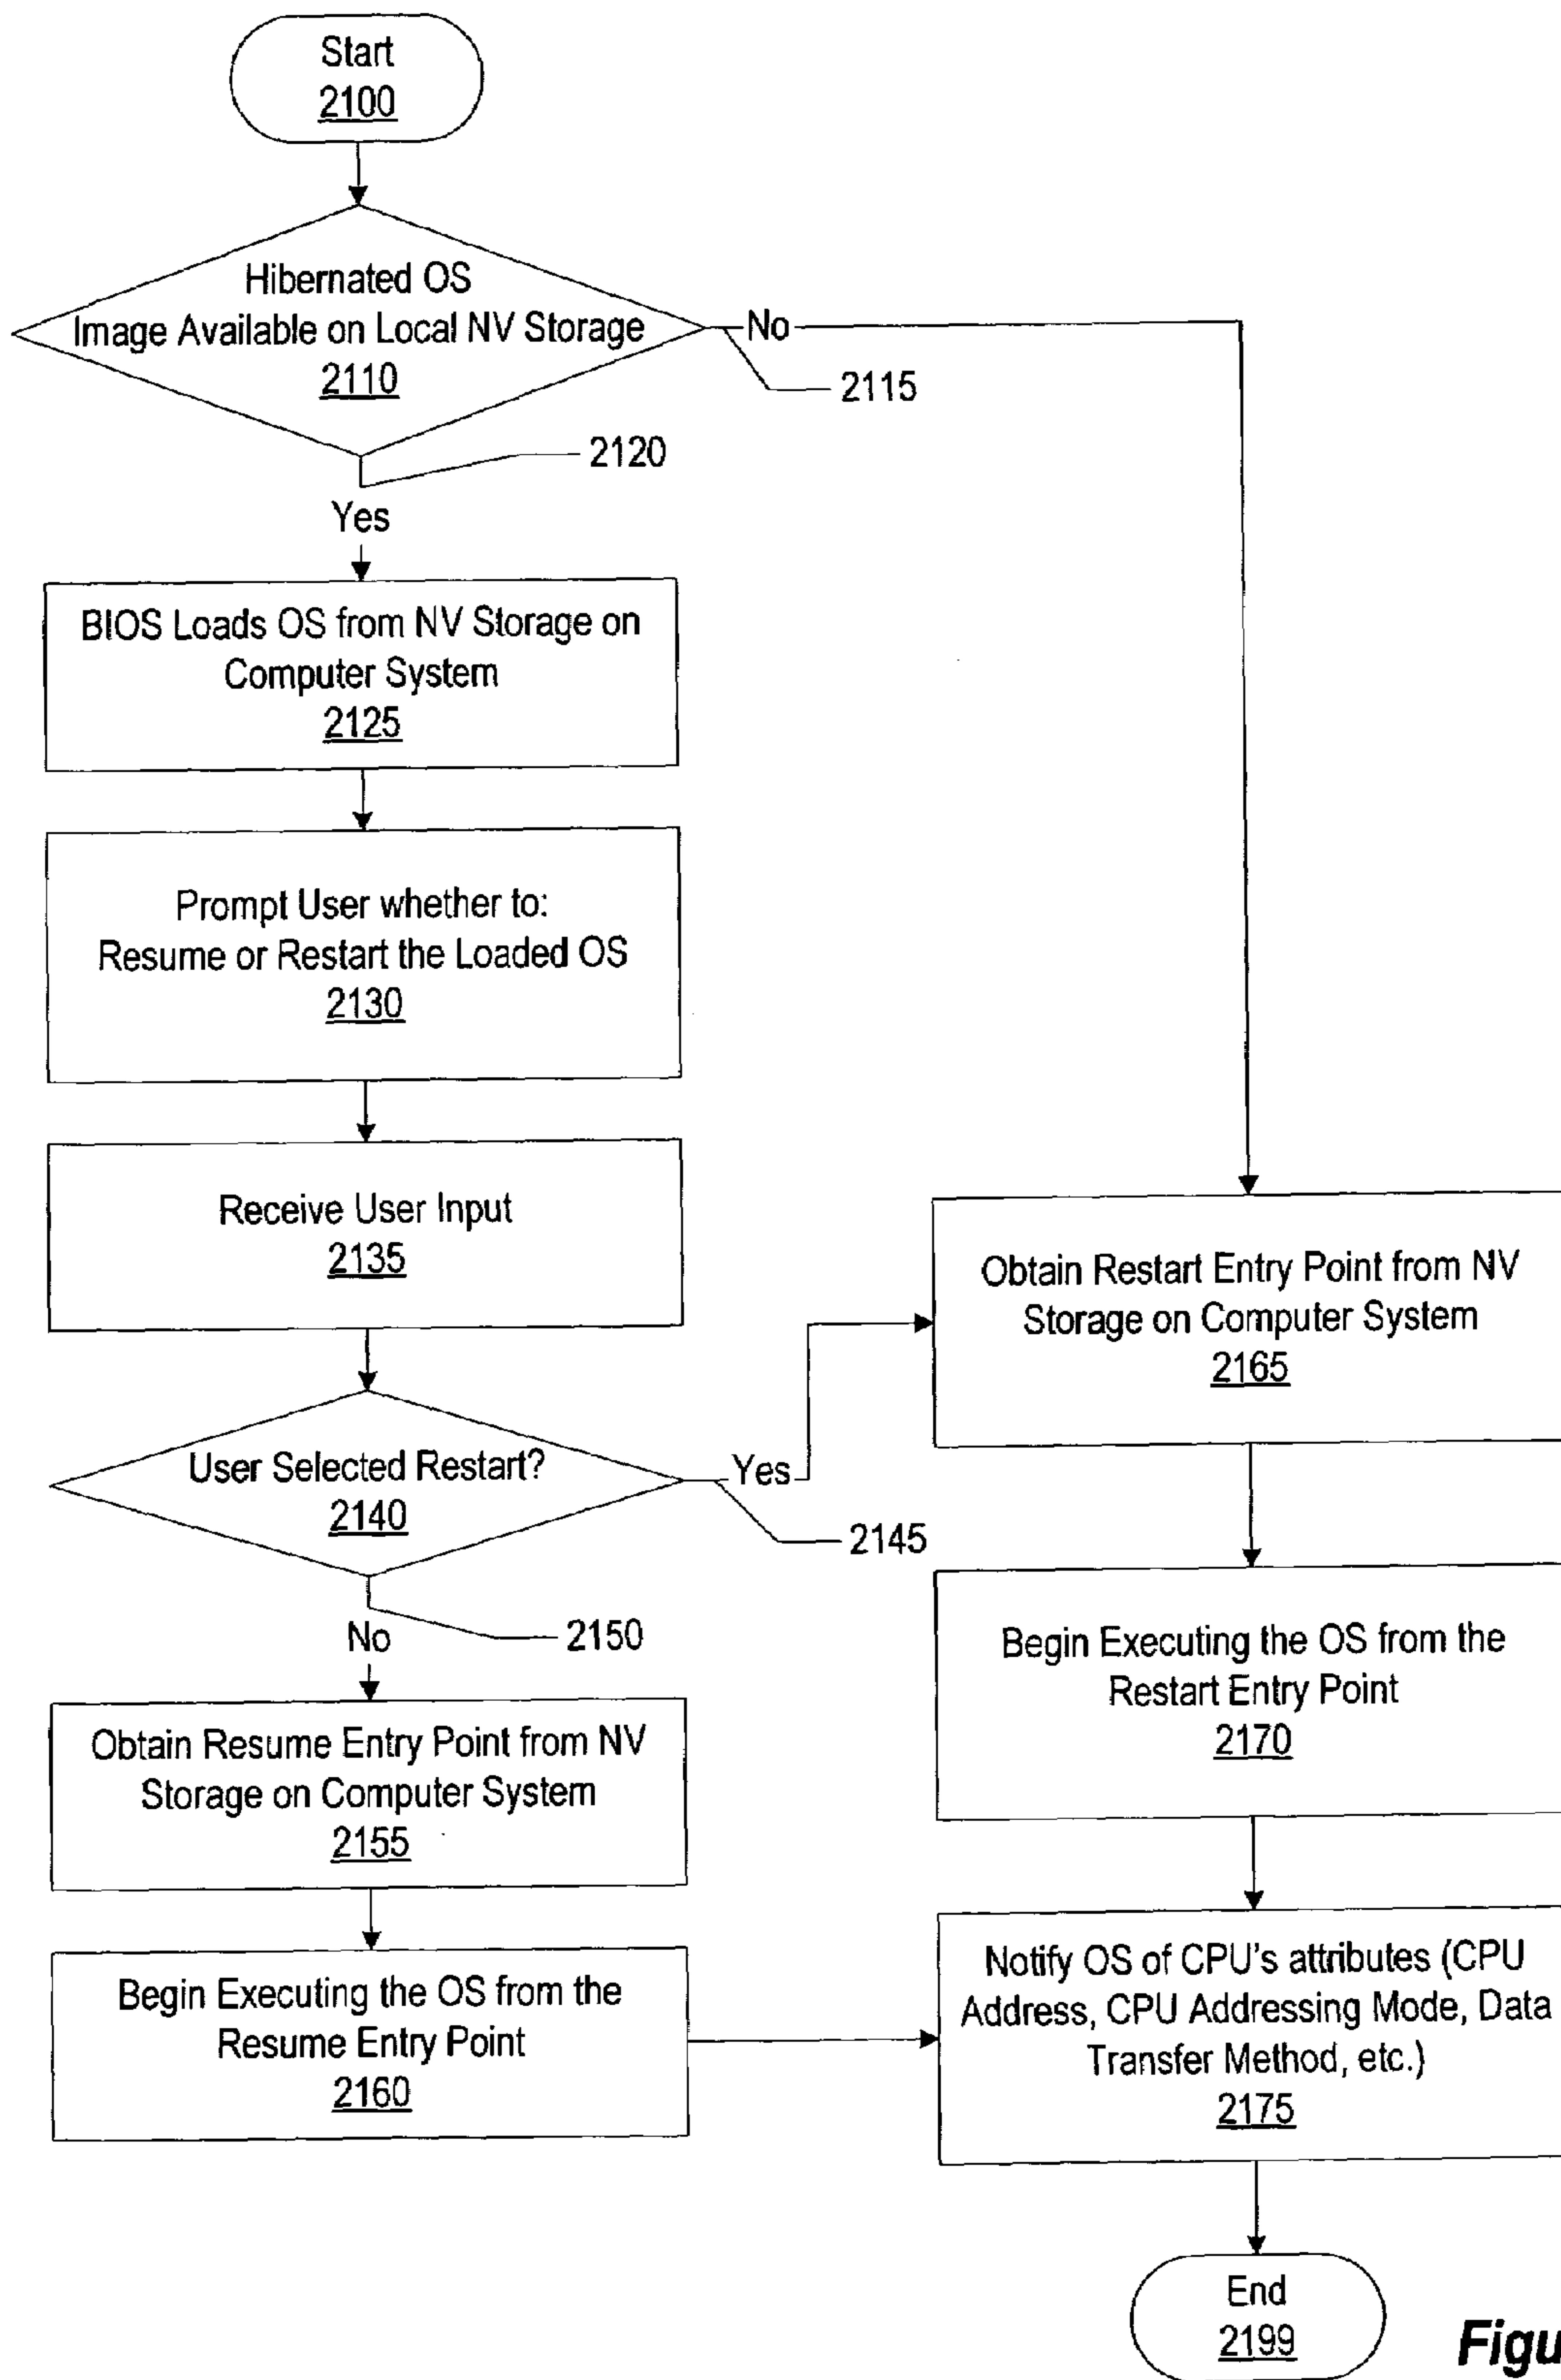 Start
2100
Hibernated OS
Image Available on Local NV Storage
2110
No
2115
2120
Yes
BIOS Loads OS from NV Storage on
Computer System
2125
Prompt User whether to:
Resume or Restart the Loaded OS
2130
Receive User Input
2135
User Selected Restart?
2140
Yes
2145
2150
No
Obtain Resume Entry Point from NV
Storage on Computer System
2155
Begin Executing the OS from the
Resume Entry Point
2160
Obtain Restart Entry Point from NV
Storage on Computer System
2165
Begin Executing the OS from the
Restart Entry Point
2170
Notify OS of CPU's attributes (CPU
Address, CPU Addressing Mode, Data
Transfer Method, etc.)
2175
End
2199